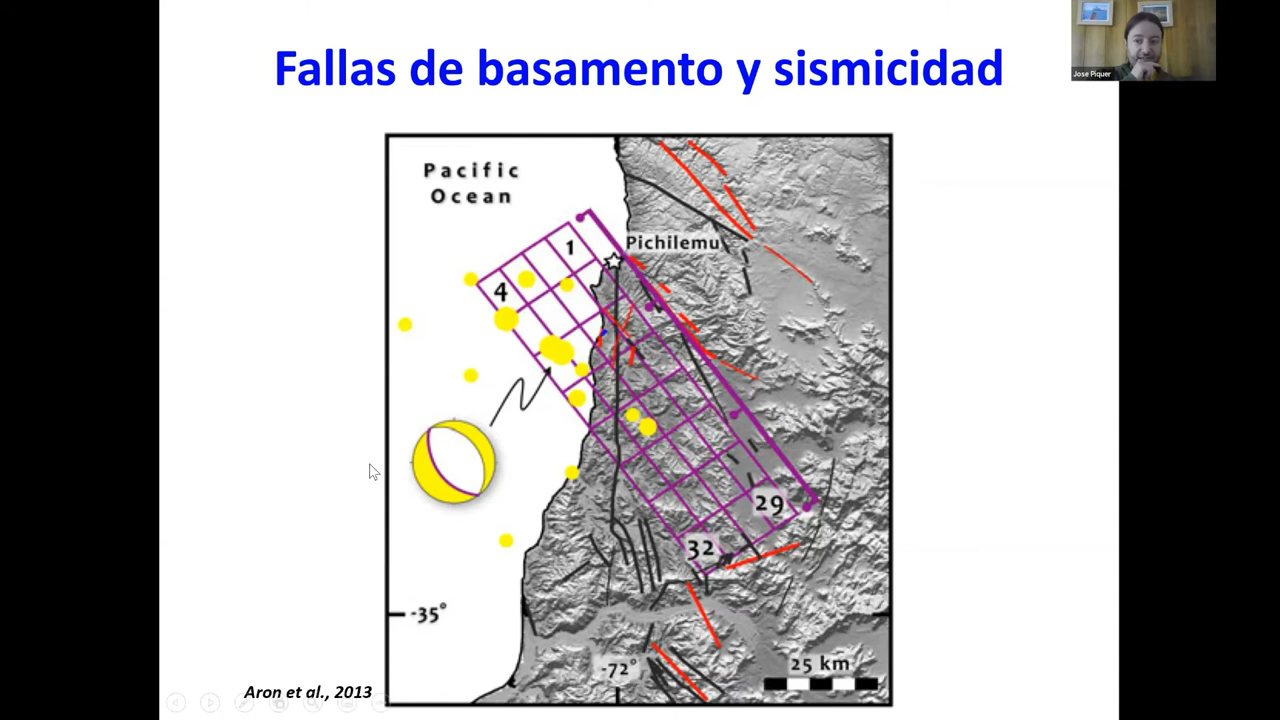 Fallas de basamento y sismicidad
Jose Piquer
Pacific
Ocean
Pichilemu
1
4
29
32
-35°
-72°
25 km
Aron et al., 2013